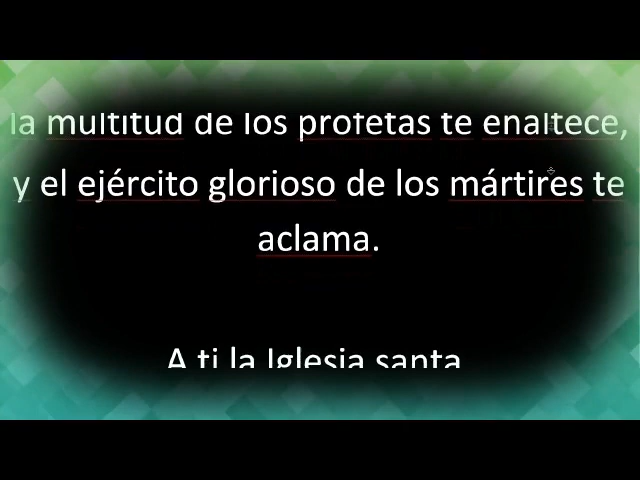 la multitud de los profetas te enaltece,
y el ejército glorioso de los mártires te
aclama.
A ti la Iglesia santa